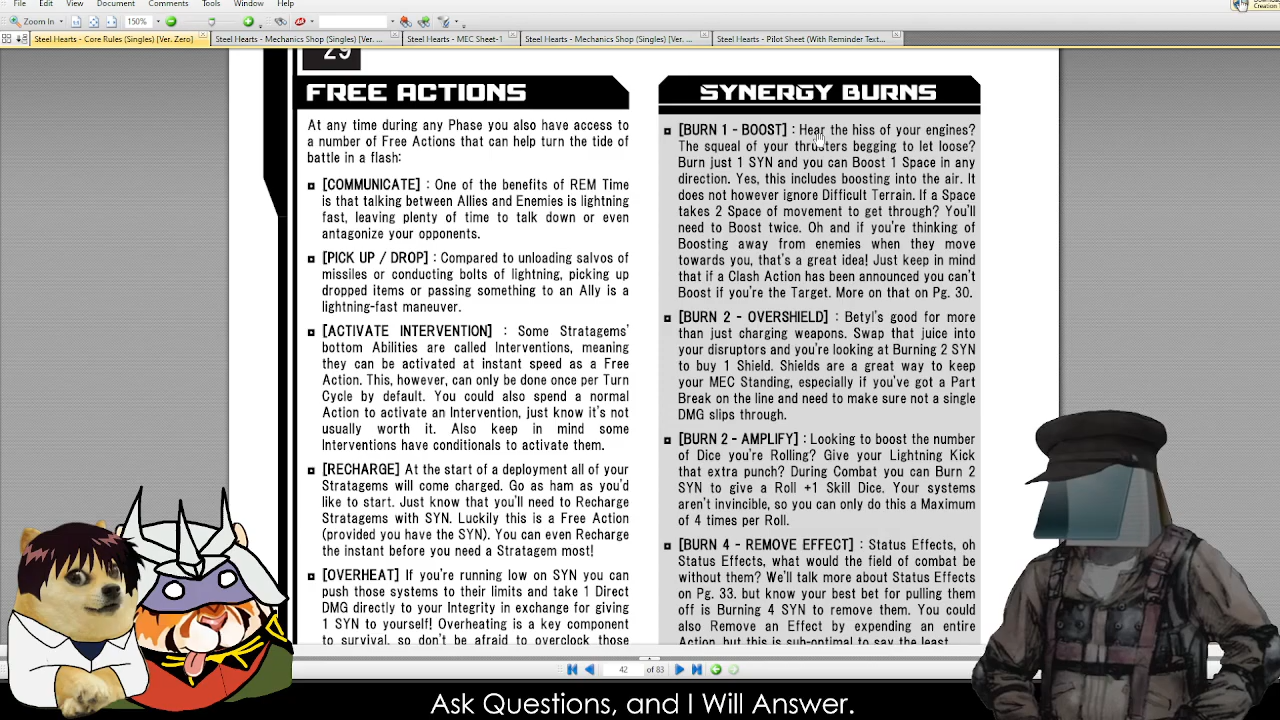 File Edit View Document Comments Tools Window
Zoom In 150%
Creation
Steel Hearts - Core Rules (Singles) [Ver. Zero] Steel Hearts - Mechanics Shop (Singles) [Ver. ... Steel Hearts - MEC Sheet-1 Steel Hearts - Mechanics Shop (Singles) [Ver. ... Steel Hearts - Pilot Sheet (With Reminder Text...
29
FREE ACTIONS
At any time during any Phase you also have access to
a number of Free Actions that can help turn the tide of
battle in a flash:
[COMMUNICATE] : One of the benefits of REM Time
is that talking between Allies and Enemies is lightning
fast, leaving plenty of time to talk down or even
antagonize your opponents.
[PICK UP / DROP] : Compared to unloading salvos of
missiles or conducting bolts of lightning, picking up
dropped items or passing something to an Ally is a
lightning-fast maneuver.
[ACTIVATE INTERVENTION] : Some Stratagems'
bottom Abilities are called Interventions, meaning
they can be activated at instant speed as a Free
Action. This, however, can only be done once per Turn
Cycle by default. You could also spend a normal
Action to activate an Intervention, just know it's not
usually worth it. Also keep in mind some
Interventions have conditionals to activate them.
[RECHARGE] At the start of a deployment all of your
Stratagems will come charged. Go as ham as you'd
like to start. Just know that you'll need to Recharge
Stratagems with SYN. Luckily this is a Free Action
(provided you have the SYN). You can even Recharge
the instant before you need a Stratagem most!
[OVERHEAT] If you're running low on SYN you can
push those systems to their limits and take 1 Direct
DMG directly to your Integrity in exchange for giving
1 SYN to yourself! Overheating is a key component
to survival, so don't be afraid to overclock those
SYNERGY BURNS
[BURN 1 - BOOST] : Hear the hiss of your engines?
The squeal of your thrusters begging to let loose?
Burn just 1 SYN and you can Boost 1 Space in any
direction. Yes, this includes boosting into the air. It
does not however ignore Difficult Terrain. If a Space
takes 2 Space of movement to get through? You'll
need to Boost twice. Oh and if you're thinking of
Boosting away from enemies when they move
towards you, that's a great idea! Just keep in mind
that if a Clash Action has been announced you can't
Boost if you're the Target. More on that on Pg. 30.
[BURN 2 - OVERSHIELD] : Betyl's good for more
than just charging weapons. Swap that juice into
your disruptors and you're looking at Burning 2 SYN
to buy 1 Shield. Shields are a great way to keep
your MEC Standing, especially if you've got a Part
Break on the line and need to make sure not a single
DMG slips through.
[BURN 2 - AMPLIFY] : Looking to boost the number
of Dice you're Rolling? Give your Lightning Kick
that extra punch? During Combat you can Burn 2
SYN to give a Roll +1 Skill Dice. Your systems
aren't invincible, so you can only do this a Maximum
of 4 times per Roll.
[BURN 4 - REMOVE EFFECT] : Status Effects, oh
Status Effects, what would the field of combat be
without them? We'll talk more about Status Effects
on Pg. 33. but know your best bet for pulling them
off is Burning 4 SYN to remove them. You could
also Remove an Effect by expending an entire
Action, but this is sub-optimal to say the least.
42 of 83
Ask Questions, and I Will Answer.